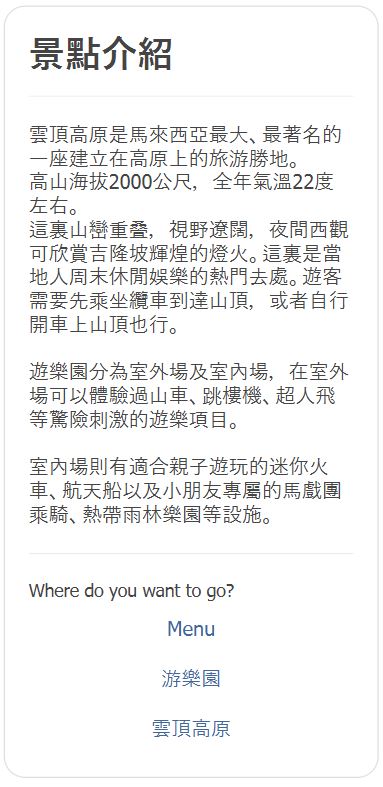 景點介紹
雲頂高原是馬來西亞最大、最著名的
一座建立在高原上的旅游勝地。
高山海拔2000公尺，全年氣溫22度
左右。
這裏山巒重叠，視野遼闊，夜間西觀
可欣賞吉隆坡輝煌的燈火。這裏是當
地人周末休閒娛樂的熱門去處。遊客
需要先乘坐纜車到達山頂，或者自行
開車上山頂也行。
遊樂園分為室外場及室內場，在室外
場可以體驗過山車、跳樓機、超人飛
等驚險刺激的遊樂項目。
室內場則有適合親子遊玩的迷你火
車、航天船以及小朋友專屬的馬戲團
乘騎、熱帶雨林樂園等設施。
Where do you want to go?
Menu
游樂園
雲頂高原